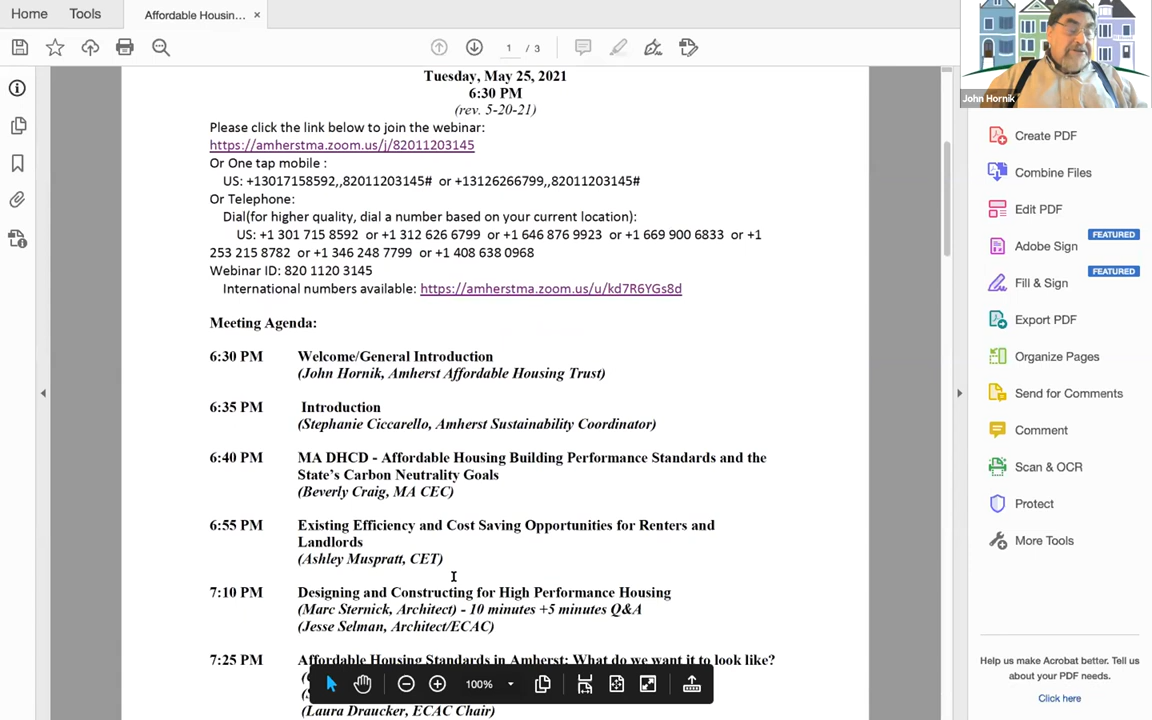 Home
Tools
Affordable Housin...
×
1 / 3
John Hornik
Tuesday, May 25, 2021
6:30 PM
(rev. 5-20-21)
Please click the link below to join the webinar:
https://amherstma.zoom.us/j/82011203145
Or One tap mobile :
US: +13017158592,,82011203145# or +13126266799,,82011203145#
Or Telephone:
Dial(for higher quality, dial a number based on your current location):
US: +1 301 715 8592 or +1 312 626 6799 or +1 646 876 9923 or +1 669 900 6833 or +1
253 215 8782 or +1 346 248 7799 or +1 408 638 0968
Webinar ID: 820 1120 3145
International numbers available: https://amherstma.zoom.us/u/kd7R6YGs8d
Meeting Agenda:
6:30 PM Welcome/General Introduction
(John Hornik, Amherst Affordable Housing Trust)
6:35 PM Introduction
(Stephanie Ciccarello, Amherst Sustainability Coordinator)
6:40 PM MA DHCD - Affordable Housing Building Performance Standards and the
State's Carbon Neutrality Goals
(Beverly Craig, MA CEC)
6:55 PM Existing Efficiency and Cost Saving Opportunities for Renters and
Landlords
(Ashley Muspratt, CET)
7:10 PM Designing and Constructing for High Performance Housing
(Marc Sternick, Architect) - 10 minutes +5 minutes Q&A
(Jesse Selman, Architect/ECAC)
7:25 PM Affordable Housing Standards in Amherst: What do we want it to look like?
(Laura Draucker, ECAC Chair)
100%
Create PDF
Combine Files
Edit PDF
FEATURED
Adobe Sign
FEATURED
Fill & Sign
Export PDF
Organize Pages
Send for Comments
Comment
Scan & OCR
Protect
More Tools
Help us make Acrobat better. Tell us
about your PDF needs.
Click here